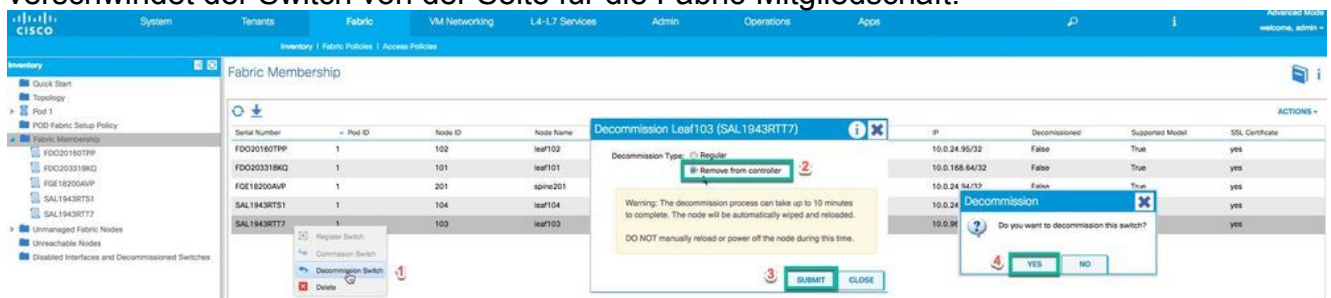 verschwindet der Switch von der Seite für die Fabric-Mitgliedschaft.
CISCO System Tenants Fabric VM Networking L4-L7 Services Admin Operations Apps i Advanced Mode
welcome, admin
Inventory | Fabric Policies | Access Policies
Inventory
Quick Start
Topology
Pod 1
POD Fabric Setup Policy
Fabric Membership
FDO20160TPP
FDO20331BKQ
FGE18200AVP
SAL1943RTS1
SAL1943RTT7
Unmanaged Fabric Nodes
Unreachable Nodes
Disabled Interfaces and Decommissioned Switches
Fabric Membership
i
ACTIONS
Serial Number Pod ID Node ID Node Name IP Decomissioned Supported Model SSL Certificate
FDO20160TPP 1 102 leaf102 10.0.24.95/32 False True yes
FDO20331BKQ 1 101 leaf101 10.0.168.64/32 False True yes
FGE18200AVP 1 201 spine201 10.0.24.94/32 False True yes
SAL1943RTS1 1 104 leaf104 10.0.24 yes
SAL1943RTT7 1 103 leaf103 10.0.96 yes
Register Switch
Commission Switch
Decommission Switch 1
Delete
Decommission Leaf103 (SAL1943RTT7) i
Decommission Type: Regular
Remove from controller 2
Warning: The decommission process can take up to 10 minutes
to complete. The node will be automatically wiped and reloaded.
DO NOT manually reload or power off the node during this time.
3 SUBMIT CLOSE
Decommission
Do you want to decommission this switch?
4 YES NO